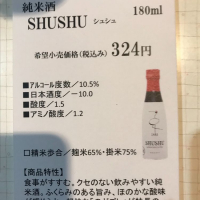 純米酒
SHUSHU シュシュ 180ml
希望小売価格(税込み) 324円
■アルコール度数／10.5%
■日本酒度／－10.0
■酸度／1.5
■アミノ酸度／1.2
□精米歩合／麹米65%・掛米75%
【商品特性】
食事がすすむ、クセのない飲みやすい純
米酒。ふくらみのある旨み、ほのかな酸味